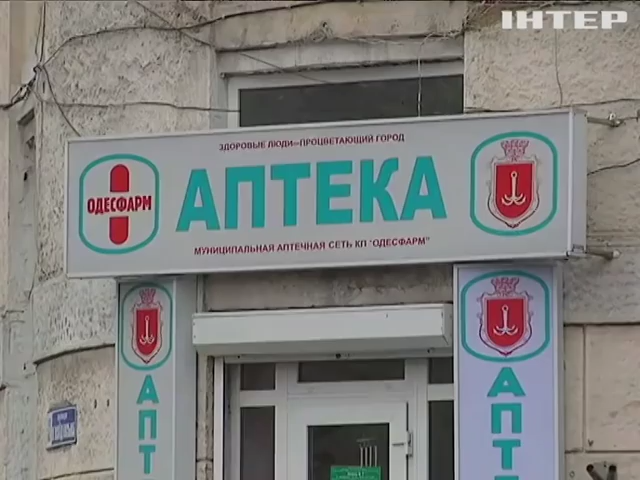 ІНТЕР
ЗДОРОВЫЕ ЛЮДИ-ПРОЦВЕТАЮЩИЙ ГОРОД
ОДЕСФАРМ
АПТЕКА
МУНИЦИПАЛЬНАЯ АПТЕЧНАЯ СЕТЬ КП "ОДЕСФАРМ"
АПТ
АПТ